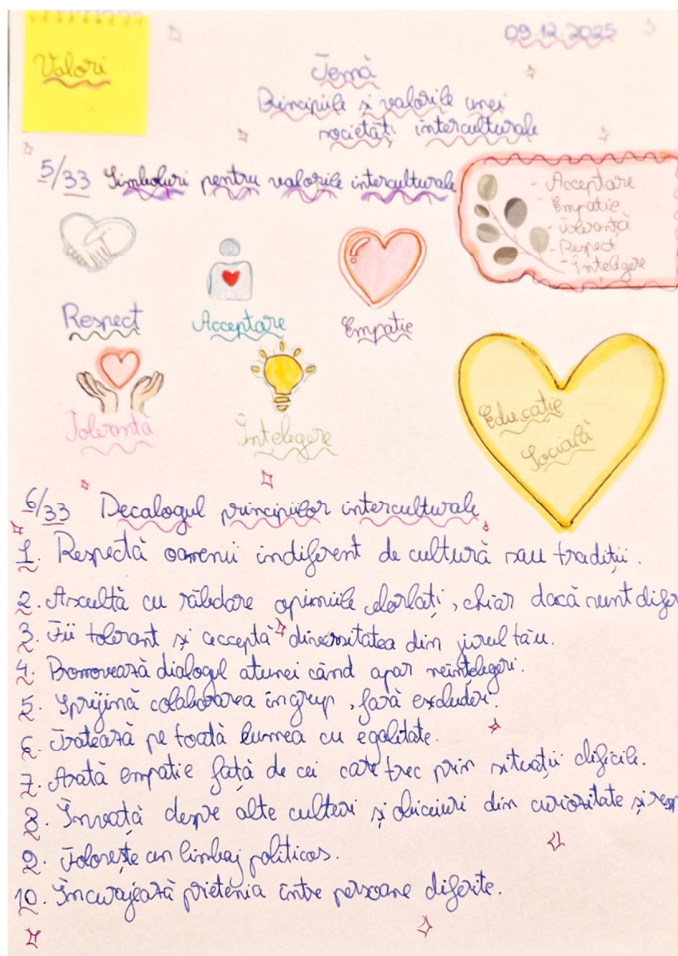 Valori
09.12.2025
Temă
Principiile și valorile unei
societăți interculturale
5/33 Simboluri pentru valorile interculturale
- Acceptare
- Empatie
- Toleranță
- Respect
- Înțelegere
Respect
Acceptare
Empatie
Toleranță
Întelegere
Educație
Socială
6/33 Decalogul principiilor interculturale
1. Respectă oamenii indiferent de cultură sau tradiții.
2. Ascultă cu răbdare opiniile celorlați, chiar dacă sunt difer
3. Fii tolerant și acceptă diversitatea din jurul tău.
4. Promovează dialogul atunci când apar neînțelegeri.
5. Sprijină colaborarea în grup, fără excluderi.
6. Tratează pe toată lumea cu egalitate.
7. Arată empatie față de cei care trec prin situații dificile.
8. Învață despre alte culturi și obiceiuri din curiozitate și resp
9. Folosește un limbaj politicos.
10. Încurajează prietenia între persoane diferite.